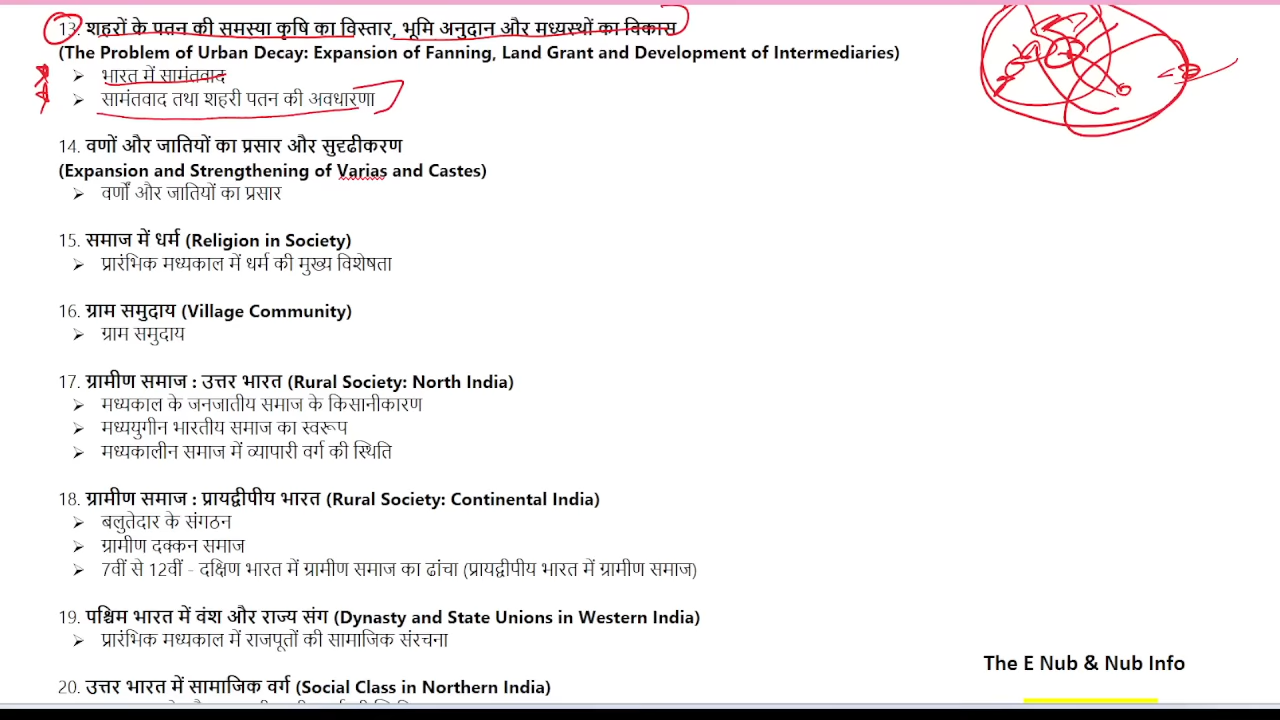 13. शहरों के पतन की समस्या कृषि का विस्तार, भूमि अनुदान और मध्यस्थों का विकास
(The Problem of Urban Decay: Expansion of Fanning, Land Grant and Development of Intermediaries)
➢ भारत में सामंतवाद
➢ सामंतवाद तथा शहरी पतन की अवधारणा
14. वणों और जातियों का प्रसार और सुदृढीकरण
(Expansion and Strengthening of Varias and Castes)
➢ वर्णों और जातियों का प्रसार
15. समाज में धर्म (Religion in Society)
➢ प्रारंभिक मध्यकाल में धर्म की मुख्य विशेषता
16. ग्राम समुदाय (Village Community)
➢ ग्राम समुदाय
17. ग्रामीण समाज : उत्तर भारत (Rural Society: North India)
➢ मध्यकाल के जनजातीय समाज के किसानीकारण
➢ मध्ययुगीन भारतीय समाज का स्वरूप
➢ मध्यकालीन समाज में व्यापारी वर्ग की स्थिति
18. ग्रामीण समाज : प्रायद्वीपीय भारत (Rural Society: Continental India)
➢ बलुतेदार के संगठन
➢ ग्रामीण दक्कन समाज
➢ 7वीं से 12वीं - दक्षिण भारत में ग्रामीण समाज का ढांचा (प्रायद्वीपीय भारत में ग्रामीण समाज)
19. पश्चिम भारत में वंश और राज्य संग (Dynasty and State Unions in Western India)
➢ प्रारंभिक मध्यकाल में राजपूतों की सामाजिक संरचना
The E Nub & Nub Info
20. उत्तर भारत में सामाजिक वर्ग (Social Class in Northern India)